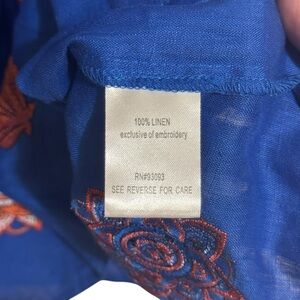 100% LINEN
exclusive of embroidery
RN#93093
SEE REVERSE FOR CARE